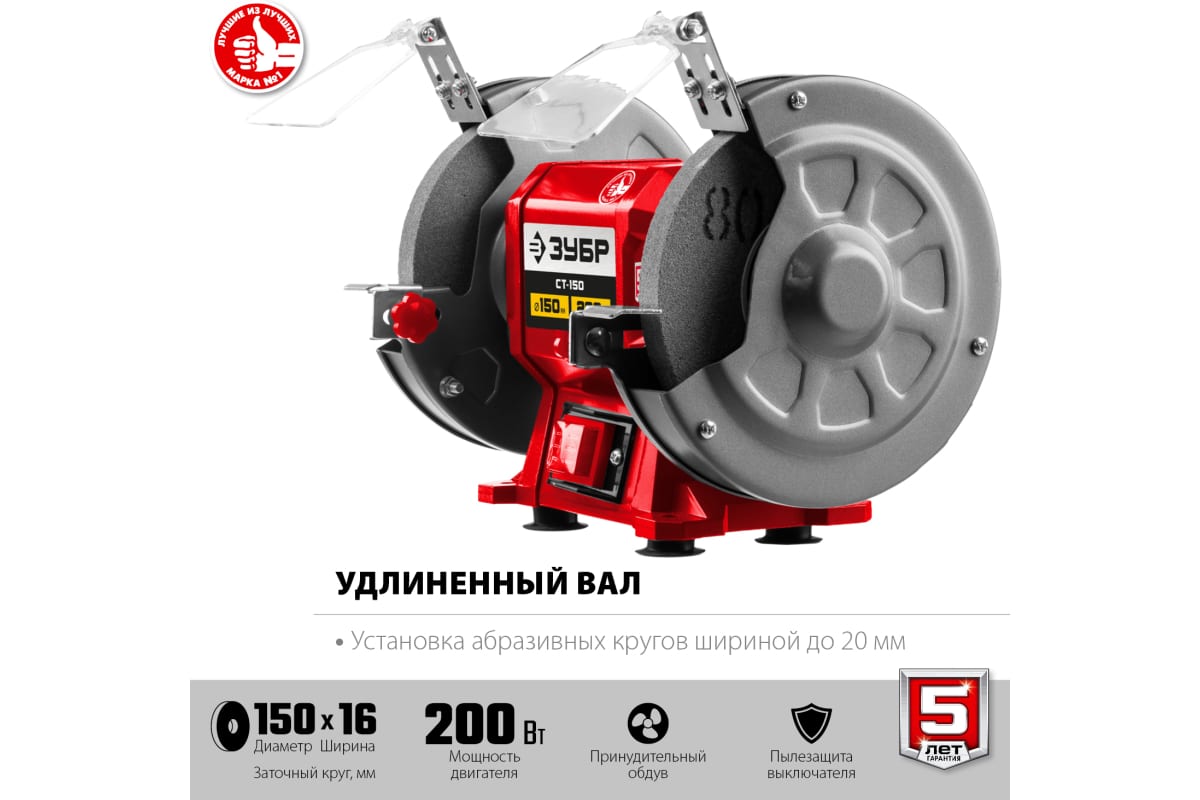 ЛУЧШИЕ ИЗ ЛУЧШИХ
МАРКА №1
80
ЗУБР
СТ-150
ø150
УДЛИНЕННЫЙ ВАЛ
• Установка абразивных кругов шириной до 20 мм
150 x 16
Диаметр Ширина
Заточный круг, мм
200 Вт
Мощность
двигателя
Принудительный
обдув
Пылезащита
выключателя
5
лет
ГАРАНТИЯ